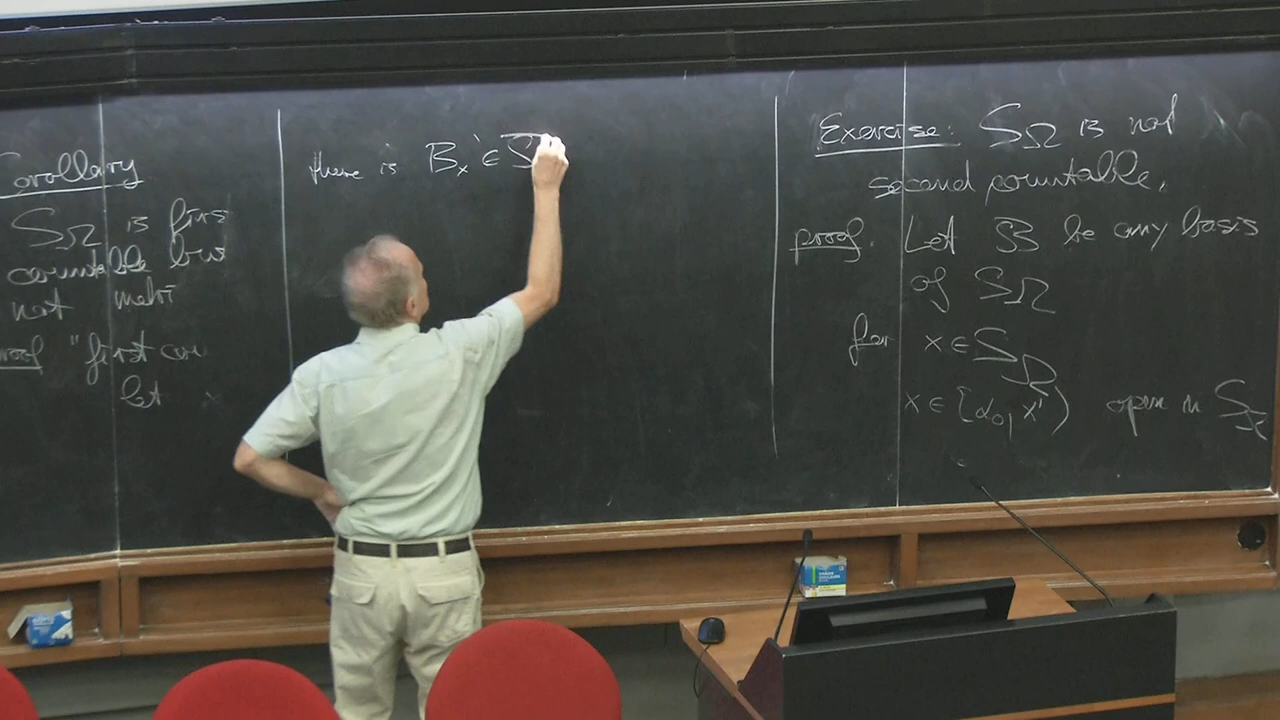 Corollary
SΩ is firs
countable but
not metr
proof "first cou
let x
there is Bx' ∈
Exercise: SΩ is not
second countable.
proof. Let B be any basis
of SΩ
for x ∈ SΩ
x ∈ [α0, x') open in SΩ